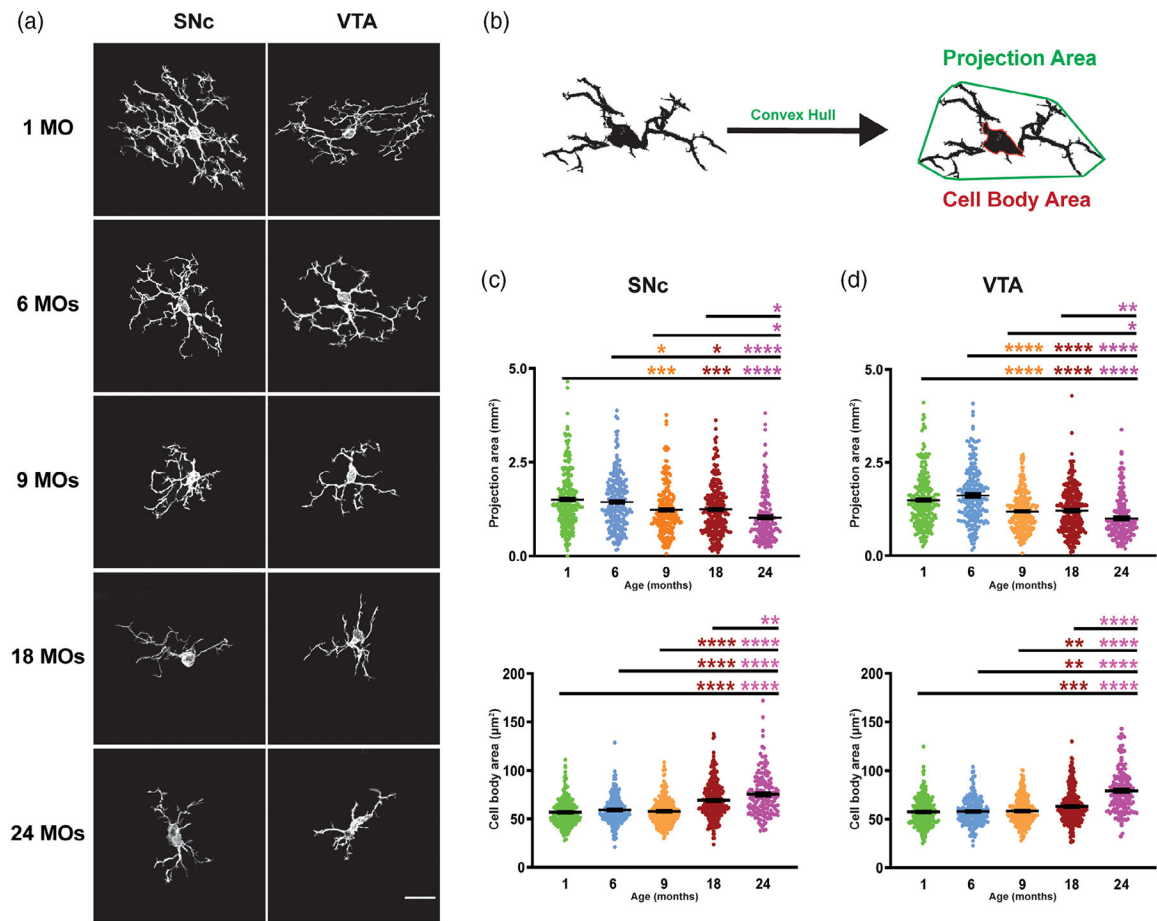 (a)
SNc VTA
1 MO
6 MOs
9 MOs
18 MOs
24 MOs
(b)
Convex Hull
Projection Area
Cell Body Area
(c)
SNc
*
*
* * ****
*** *** ****
Projection area (mm²)
5.0
2.5
0.0
1 6 9 18 24
Age (months)
**
**** ****
**** ****
**** ****
Cell body area (µm²)
200
150
100
50
0
1 6 9 18 24
Age (months)
(d)
VTA
**
*
**** **** ****
**** **** ****
Projection area (mm²)
5.0
2.5
0.0
1 6 9 18 24
Age (months)
****
** ****
** ****
*** ****
Cell body area (µm²)
200
150
100
50
0
1 6 9 18 24
Age (months)